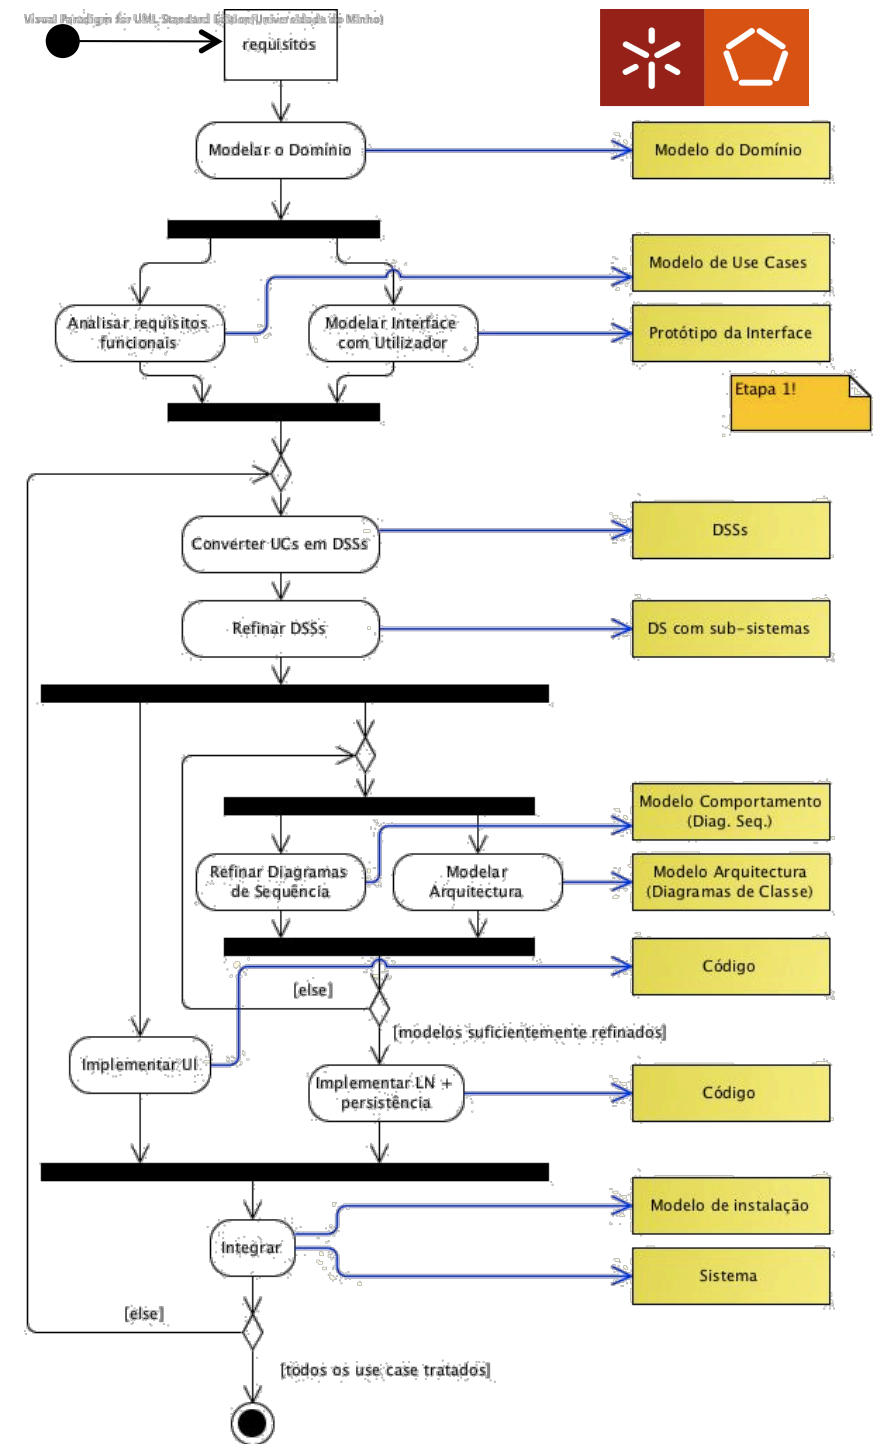 Visual Paradigm for UML Standard Edition(Universidade do Minho)
requisitos
Modelar o Domínio
Modelo do Domínio
Modelo de Use Cases
Analisar requisitos
funcionais
Modelar Interface
com Utilizador
Protótipo da Interface
Etapa 1!
Converter UCs em DSSs
DSSs
Refinar DSSs
DS com sub-sistemas
Modelo Comportamento
(Diag. Seq.)
Refinar Diagramas
de Sequência
Modelar
Arquitectura
Modelo Arquitectura
(Diagramas de Classe)
Código
[else]
[modelos suficientemente refinados]
Implementar UI
Implementar LN +
persistência
Código
Modelo de instalação
Integrar
Sistema
[else]
[todos os use case tratados]